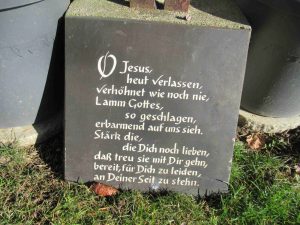 O Jesus,
heut verlassen,
verhöhnet wie noch nie,
Lamm Gottes,
so geschlagen,
erbarmend auf uns sieh.
Stärk die,
die Dich noch lieben,
daß treu sie mit Dir gehn,
bereit, für Dich zu leiden,
an Deiner Seit zu stehn.